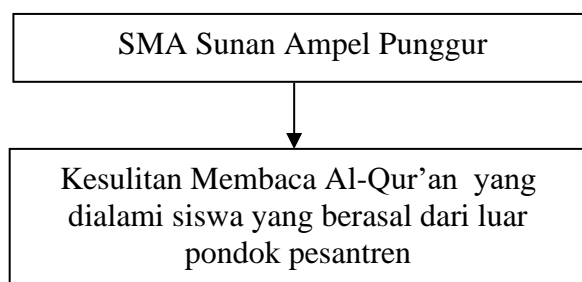 SMA Sunan Ampel Punggur
Kesulitan Membaca Al-Qur’an  yang
dialami siswa yang berasal dari luar
pondok pesantren